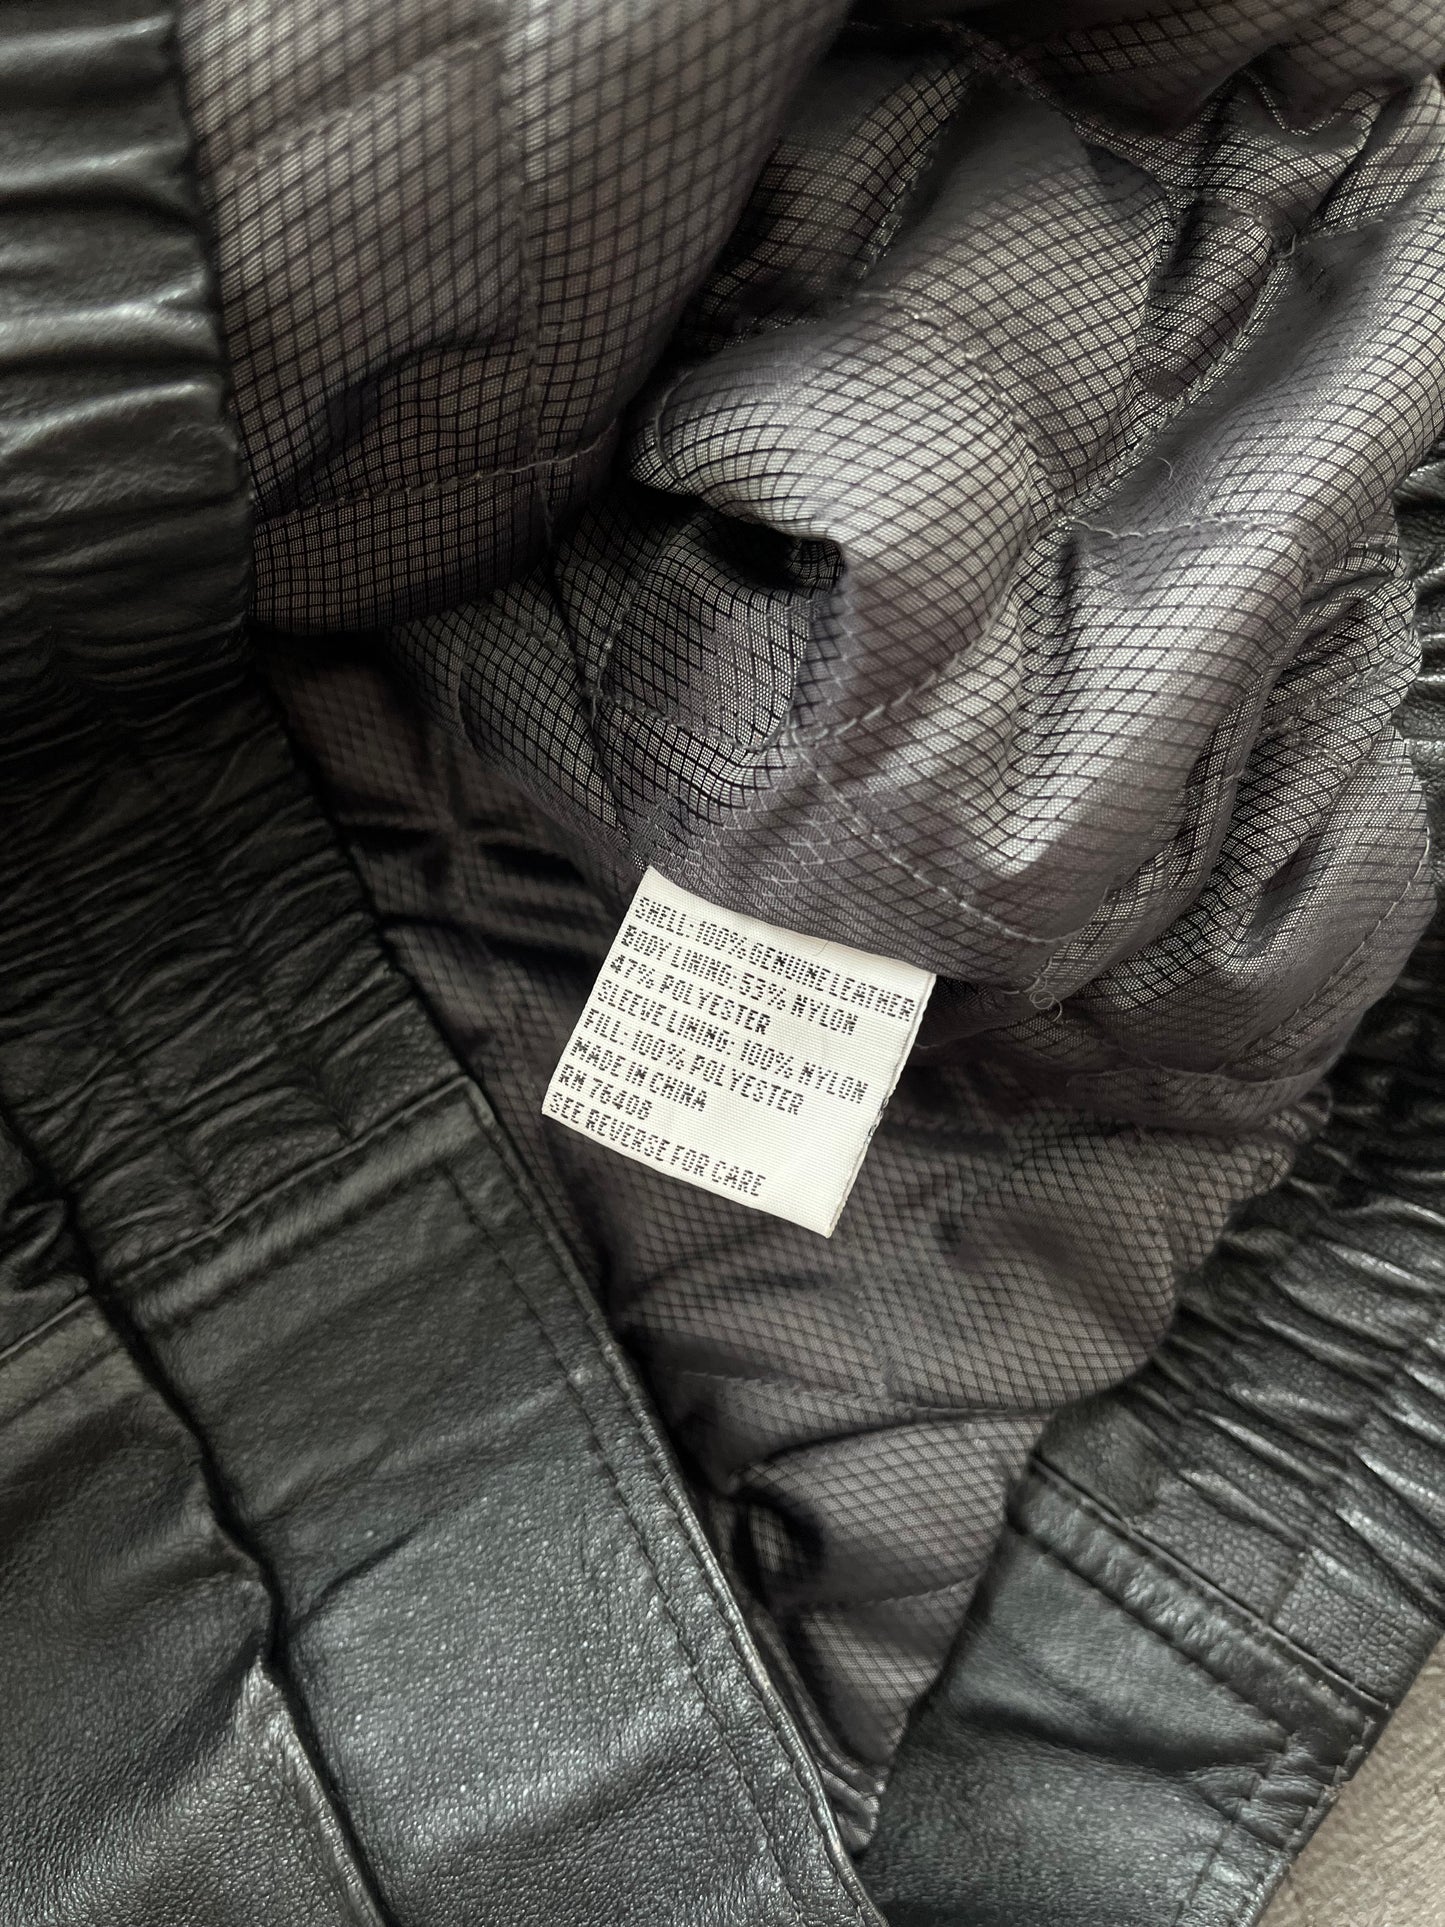 SHELL: 100% GENUINE LEATHER
BODY LINING: 53% NYLON
47% POLYESTER
SLEEVE LINING: 100% NYLON
FILL: 100% POLYESTER
MADE IN CHINA
RN 76406
SEE REVERSE FOR CARE